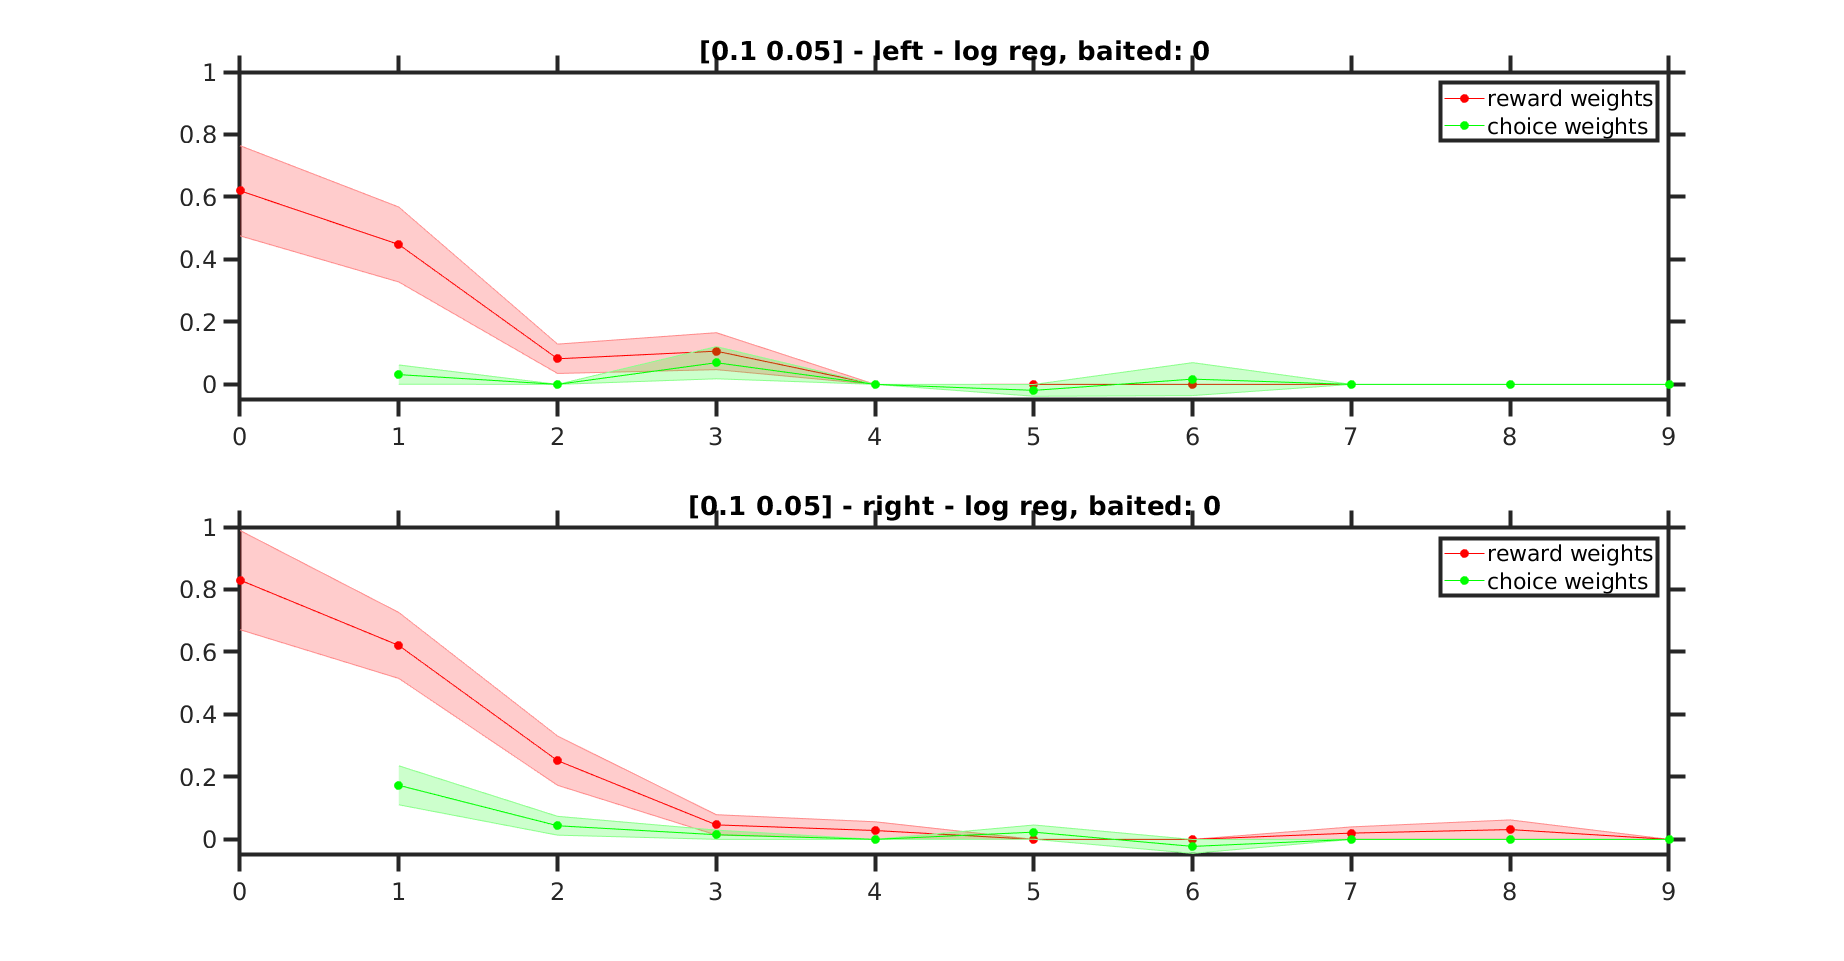 [0.1 0.05] - left - log reg, baited: 0
1
0.8
0.6
0.4
0.2
0
reward weights
choice weights
0 1 2 3 4 5 6 7 8 9
[0.1 0.05] - right - log reg, baited: 0
1
0.8
0.6
0.4
0.2
0
reward weights
choice weights
0 1 2 3 4 5 6 7 8 9